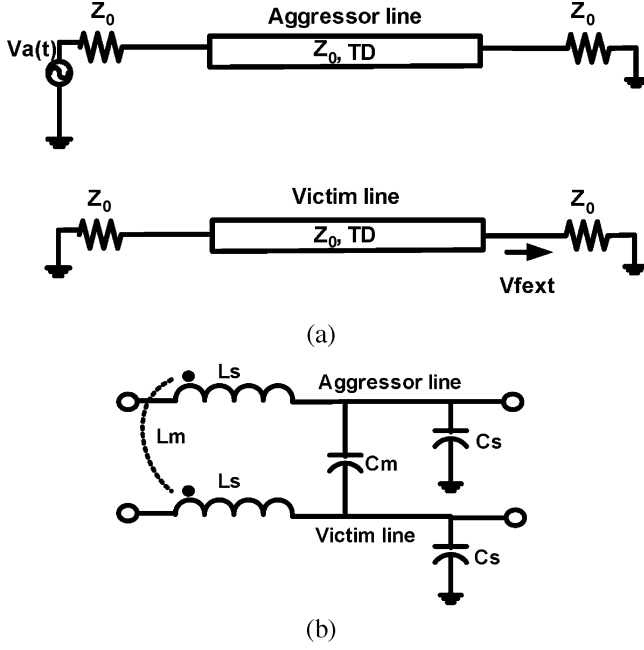 Aggressor line
Z0
Z0
Va(t)
Z0, TD
Victim line
Z0
Z0
Z0, TD
Vfext
(a)
Ls
Aggressor line
Lm
Cm
Cs
Ls
Victim line
Cs
(b)